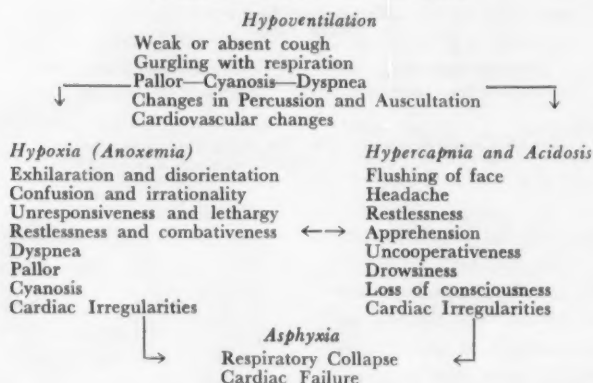 Hypoventilation
Weak or absent cough
Gurgling with respiration
Pallor—Cyanosis—Dyspnea
Changes in Percussion and Auscultation
Cardiovascular changes
Hypoxia (Anoxemia)
Exhilaration and disorientation
Confusion and irrationality
Unresponsiveness and lethargy
Restlessness and combativeness
Dyspnea
Pallor
Cyanosis
Cardiac Irregularities
Hypercapnia and Acidosis
Flushing of face
Headache
Restlessness
Apprehension
Uncooperativeness
Drowsiness
Loss of consciousness
Cardiac Irregularities
Asphyxia
Respiratory Collapse
Cardiac Failure